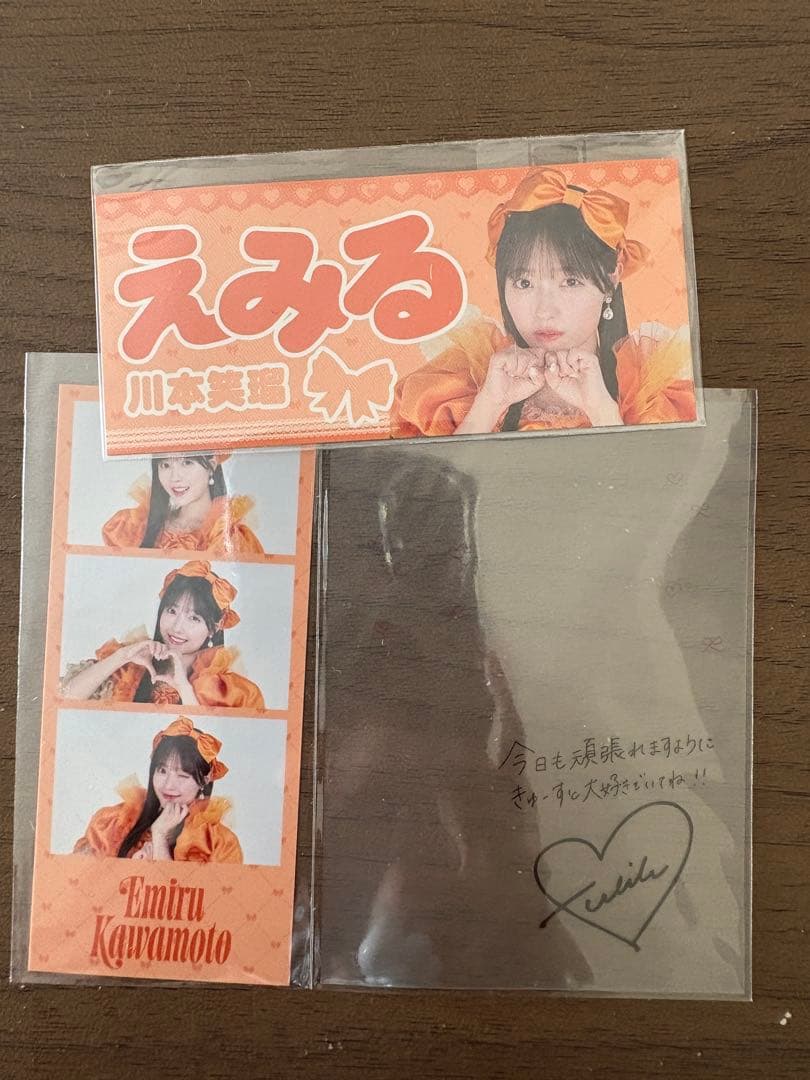 えみる
川本笑瑠
Emiru
Kawamoto
今日も頑張れますように
きゅーすと大好きでいてね!!